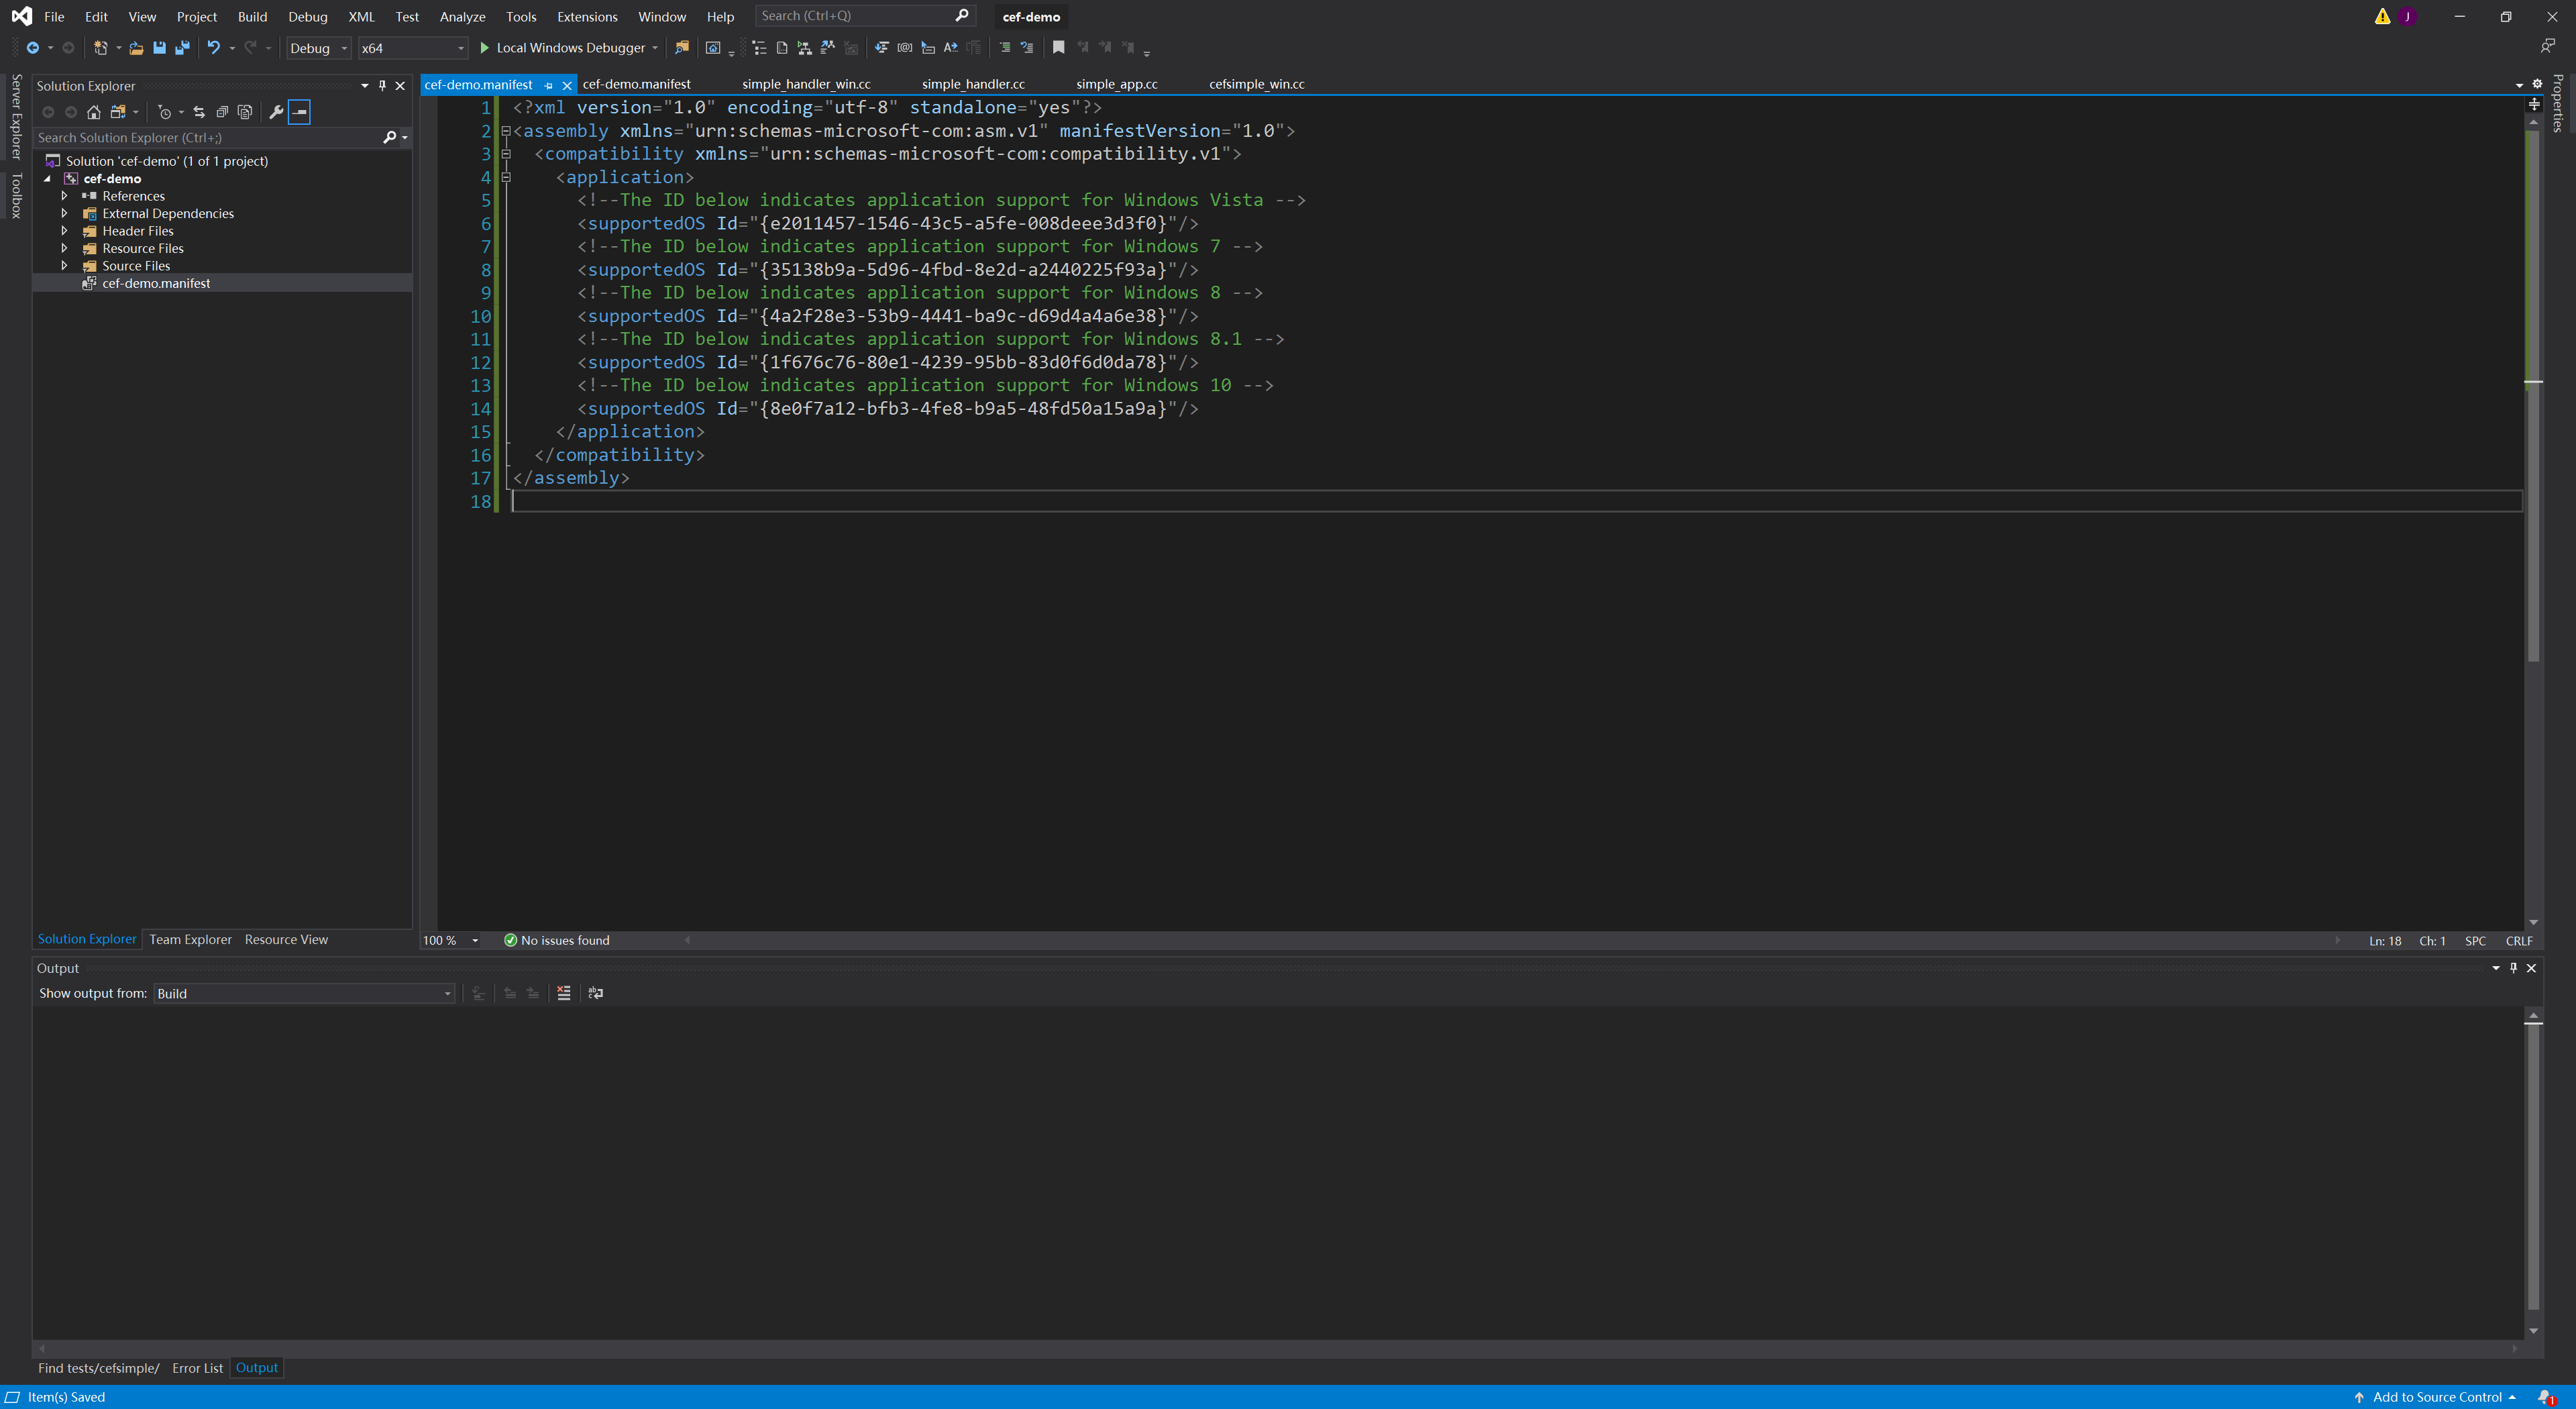 File Edit View Project Build Debug XML Test Analyze Tools Extensions Window Help Search (Ctrl+Q) cef-demo J
Debug x64 Local Windows Debugger
Server Explorer
Toolbox
Solution Explorer
Search Solution Explorer (Ctrl+;)
Solution 'cef-demo' (1 of 1 project)
cef-demo
References
External Dependencies
Header Files
Resource Files
Source Files
cef-demo.manifest
Solution Explorer Team Explorer Resource View
cef-demo.manifest cef-demo.manifest simple_handler_win.cc simple_handler.cc simple_app.cc cefsimple_win.cc
1 <?xml version="1.0" encoding="utf-8" standalone="yes"?>
2 <assembly xmlns="urn:schemas-microsoft-com:asm.v1" manifestVersion="1.0">
3 <compatibility xmlns="urn:schemas-microsoft-com:compatibility.v1">
4 <application>
5 <!--The ID below indicates application support for Windows Vista -->
6 <supportedOS Id="{e2011457-1546-43c5-a5fe-008deee3d3f0}"/>
7 <!--The ID below indicates application support for Windows 7 -->
8 <supportedOS Id="{35138b9a-5d96-4fbd-8e2d-a2440225f93a}"/>
9 <!--The ID below indicates application support for Windows 8 -->
10 <supportedOS Id="{4a2f28e3-53b9-4441-ba9c-d69d4a4a6e38}"/>
11 <!--The ID below indicates application support for Windows 8.1 -->
12 <supportedOS Id="{1f676c76-80e1-4239-95bb-83d0f6d0da78}"/>
13 <!--The ID below indicates application support for Windows 10 -->
14 <supportedOS Id="{8e0f7a12-bfb3-4fe8-b9a5-48fd50a15a9a}"/>
15 </application>
16 </compatibility>
17 </assembly>
18
100 % No issues found Ln: 18 Ch: 1 SPC CRLF
Properties
Output
Show output from: Build
Find tests/cefsimple/ Error List Output
Item(s) Saved Add to Source Control 1